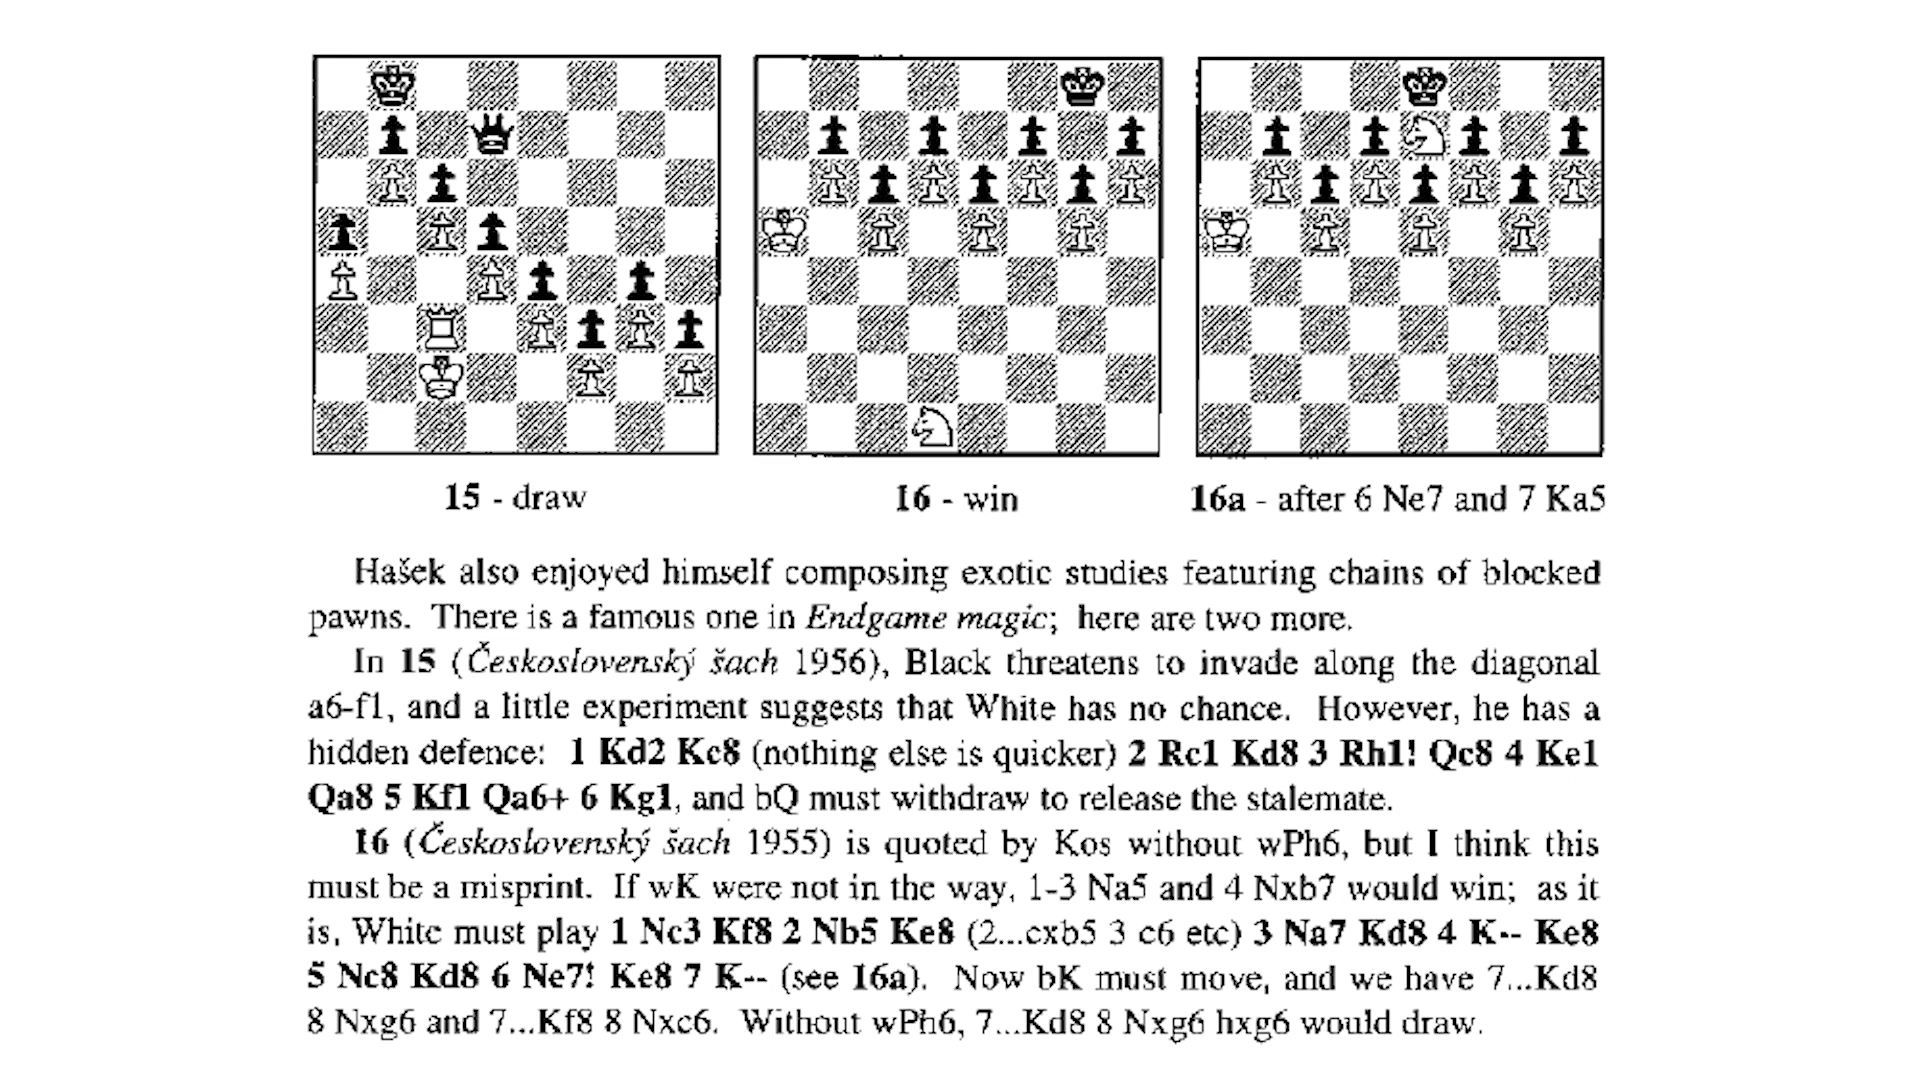 15 - draw
16 - win
16a - after 6 Ne7 and 7 Ka5
Hašek also enjoyed himself composing exotic studies featuring chains of blocked
pawns. There is a famous one in Endgame magic; here are two more.
In 15 (Československý šach 1956), Black threatens to invade along the diagonal
a6-f1, and a little experiment suggests that White has no chance. However, he has a
hidden defence: 1 Kd2 Kc8 (nothing else is quicker) 2 Rc1 Kd8 3 Rh1! Qc8 4 Ke1
Qa8 5 Kf1 Qa6+ 6 Kg1, and bQ must withdraw to release the stalemate.
16 (Československý šach 1955) is quoted by Kos without wPh6, but I think this
must be a misprint. If wK were not in the way, 1-3 Na5 and 4 Nxb7 would win; as it
is, White must play 1 Nc3 Kf8 2 Nb5 Ke8 (2...cxb5 3 c6 etc) 3 Na7 Kd8 4 K-- Ke8
5 Nc8 Kd8 6 Ne7! Ke8 7 K-- (see 16a). Now bK must move, and we have 7...Kd8
8 Nxg6 and 7...Kf8 8 Nxc6. Without wPh6, 7...Kd8 8 Nxg6 hxg6 would draw.